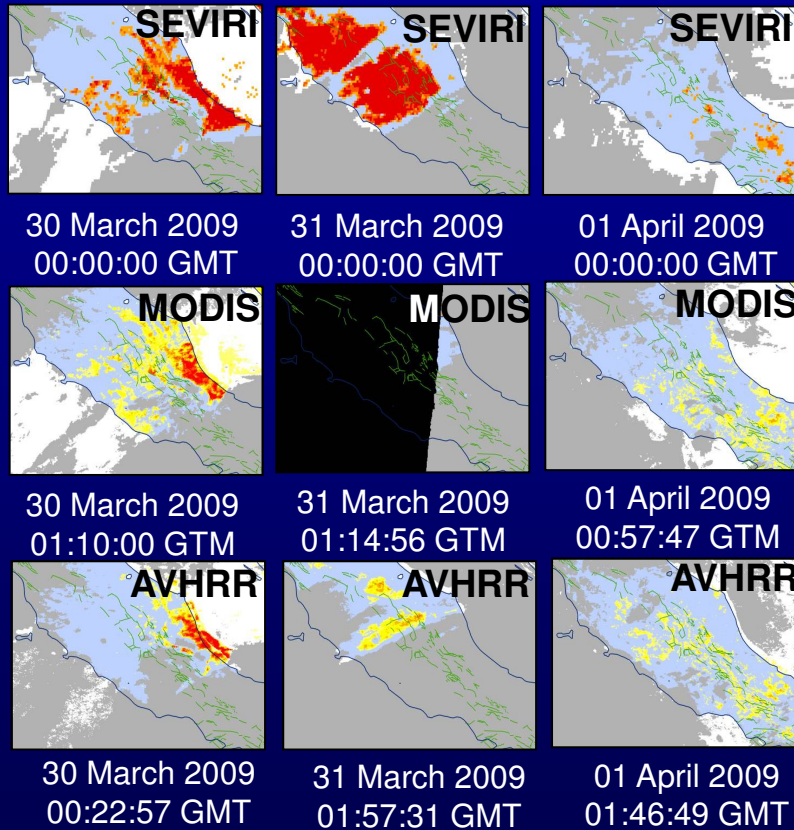 SEVIRI SEVIRI SEVIRI
30 March 2009 31 March 2009 01 April 2009
00:00:00 GMT 00:00:00 GMT 00:00:00 GMT
MODIS MODIS MODIS
30 March 2009 31 March 2009 01 April 2009
01:10:00 GTM 01:14:56 GTM 00:57:47 GTM
AVHRR AVHRR AVHRR
30 March 2009 31 March 2009 01 April 2009
00:22:57 GMT 01:57:31 GMT 01:46:49 GMT